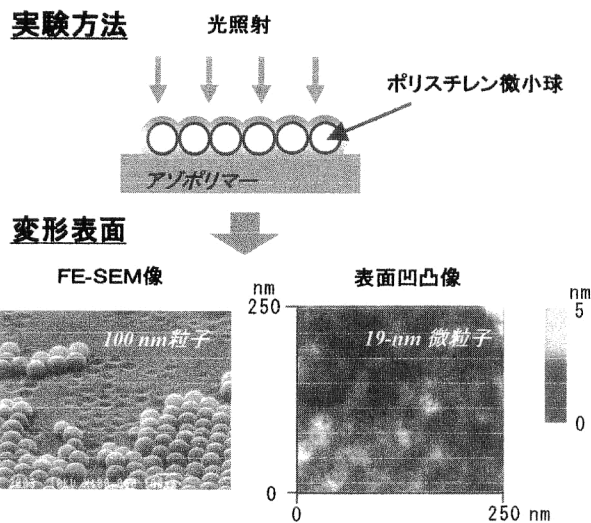 実験方法
光照射
ポリスチレン微小球
アゾポリマー
変形表面
FE-SEM像
表面凹凸像
nm
250
nm
5
100 nm粒子
19-nm 微粒子
0
0
0
250 nm